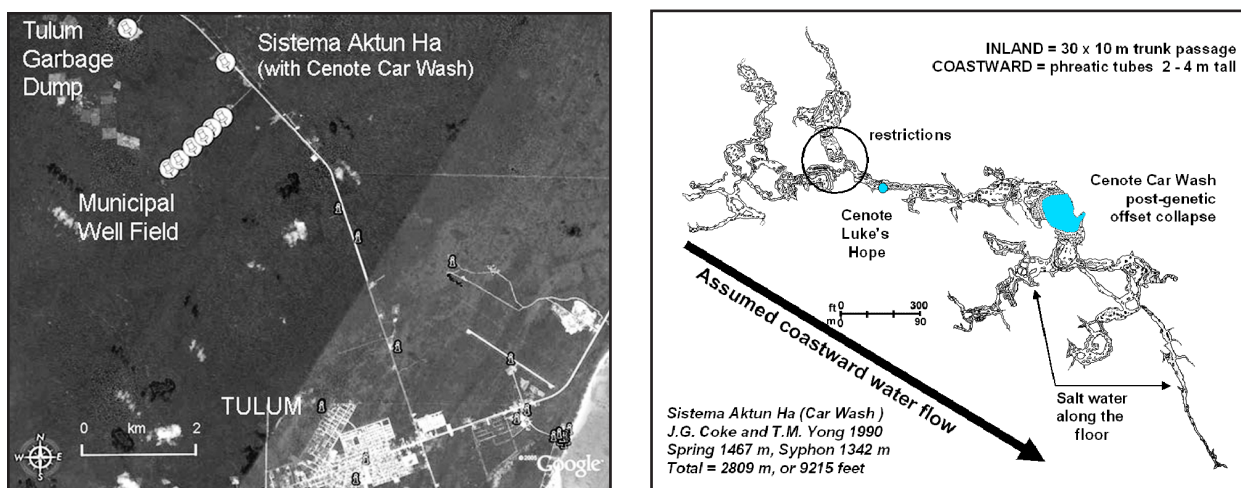 Tulum
Garbage
Dump
Sistema Aktun Ha
(with Cenote Car Wash)
Municipal
Well Field
TULUM
0 km 2
N
W E
S
©2005 Google™
INLAND = 30 x 10 m trunk passage
COASTWARD = phreatic tubes 2 - 4 m tall
restrictions
Cenote Car Wash
post-genetic
offset collapse
Cenote
Luke's
Hope
Assumed coastward water flow
ft 0 300
m 0 90
Salt water
along the
floor
Sistema Aktun Ha (Car Wash )
J.G. Coke and T.M. Yong 1990
Spring 1467 m, Syphon 1342 m
Total = 2809 m, or 9215 feet